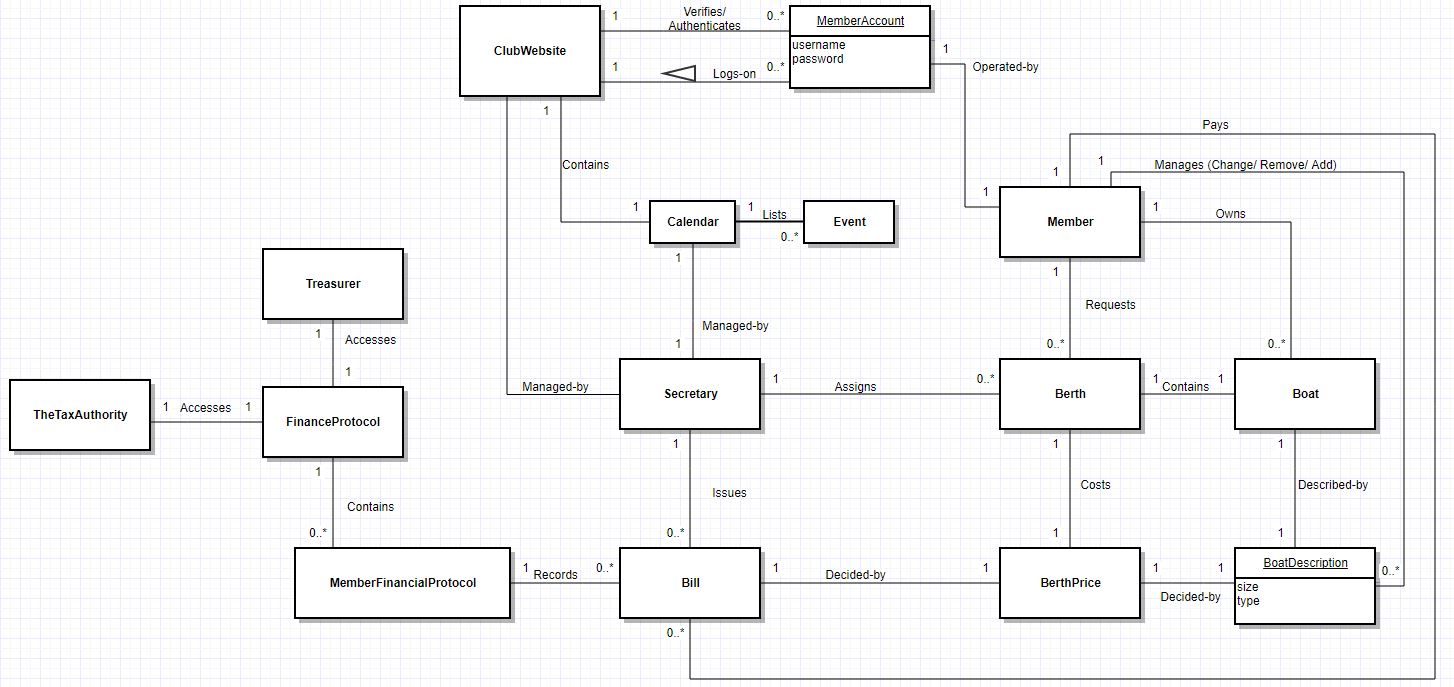 Verifies/
Authenticates
1
0..*
ClubWebsite
MemberAccount
username
password
1
Logs-on
0..*
1
Operated-by
1
Contains
Pays
1
Manages (Change/ Remove/ Add)
1
1
1
Calendar
1
Lists
0..*
Event
Member
1
Owns
1
1
Treasurer
Requests
1
Accesses
1
Managed-by
1
0..*
0..*
TheTaxAuthority
1
Accesses
1
FinanceProtocol
Managed-by
Secretary
1
Assigns
0..*
Berth
1
Contains
1
Boat
1
Contains
0..*
1
Issues
0..*
1
Costs
1
1
Described-by
1
MemberFinancialProtocol
1
Records
0..*
Bill
1
Decided-by
1
BerthPrice
1
Decided-by
1
BoatDescription
size
type
0..*
0..*